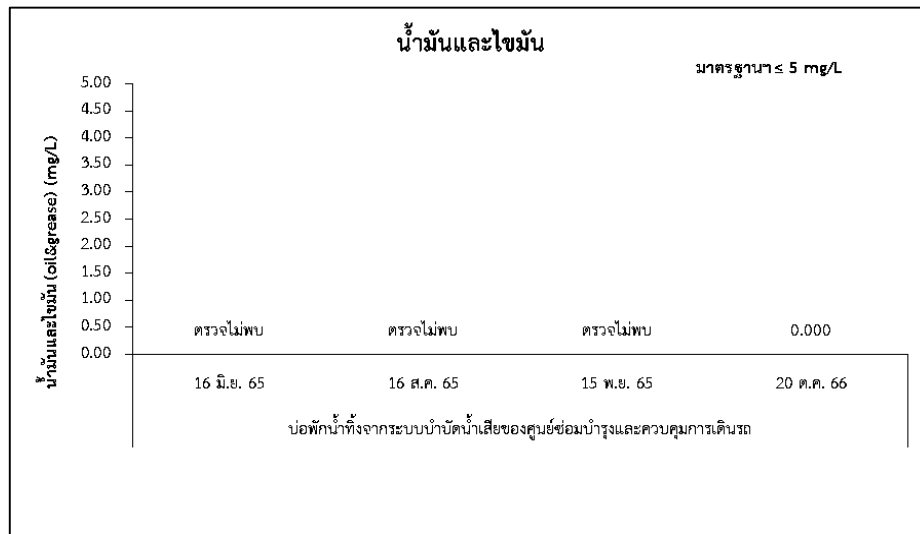 น้ำมันและไขมัน
มาตรฐานฯ ≤ 5 mg/L
น้ำมันและไขมัน (oil&grease) (mg/L)
5.00
4.50
4.00
3.50
3.00
2.50
2.00
1.50
1.00
0.50
0.00
ตรวจไม่พบ ตรวจไม่พบ ตรวจไม่พบ 0.000
16 มิ.ย. 65 16 ส.ค. 65 15 พ.ย. 65 20 ต.ค. 66
บ่อพักน้ำทิ้งจากระบบบำบัดน้ำเสียของศูนย์ซ่อมบำรุงและควบคุมการเดินรถ